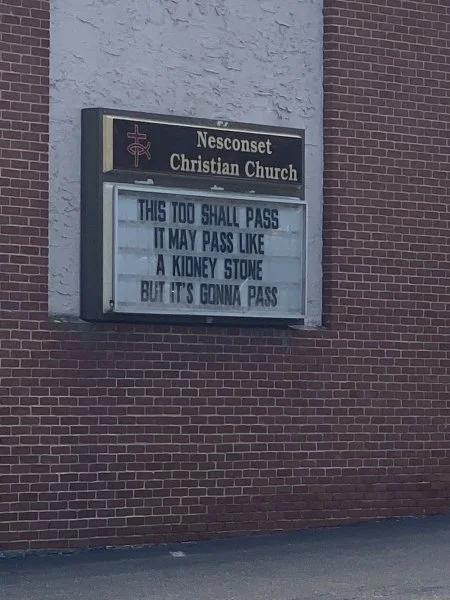 Nesconset
Christian Church
THIS TOO SHALL PASS
IT MAY PASS LIKE
A KIDNEY STONE
BUT IT'S GONNA PASS